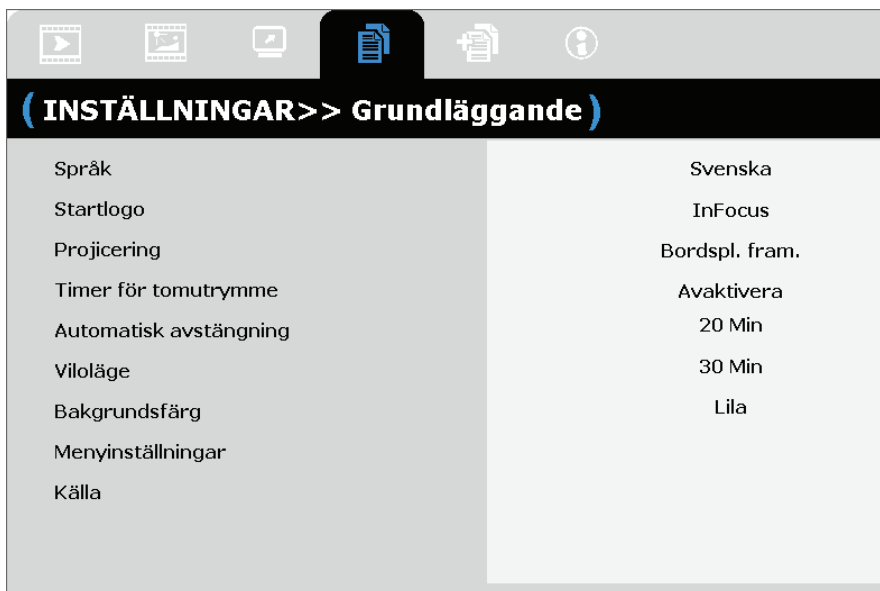 ( INSTÄLLNINGAR>> Grundläggande )
Språk Svenska
Startlogo InFocus
Projicering Bordspl. fram.
Timer för tomutrymme Avaktivera
Automatisk avstängning 20 Min
Viloläge 30 Min
Bakgrundsfärg Lila
Menyinställningar
Källa